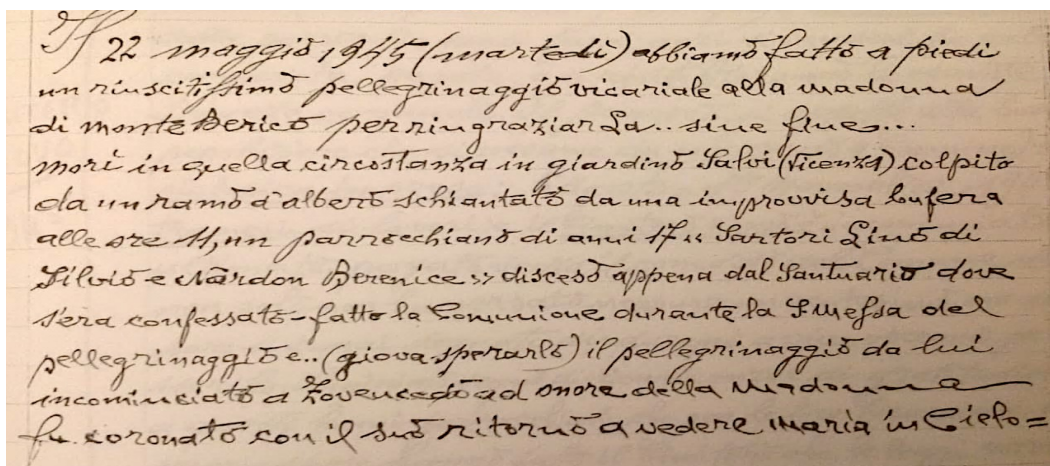 Il 22 maggio 1945 (martedì) abbiamo fatto a piedi
un riuscitissimo pellegrinaggio vicariale alla madonna
di monte Berico per ringraziarLa.. sine fine...
morì in quella circostanza in giardino Salvi (Vicenza) colpito
da un ramo d'albero schiantato da una improvvisa bufera
alle ore 11, un parrocchiano di anni 17 « Sartori Lino di
Silvio e Nardon Berenice » disceso appena dal Santuario dove
s'era confessato - fatto la Comunione durante la S. messa del
pellegrinaggio e.. (giova sperarlo) il pellegrinaggio da lui
incominciato a Zovencedo ad onore della Madonna
fu coronato con il suo ritorno a vedere Maria in Cielo =